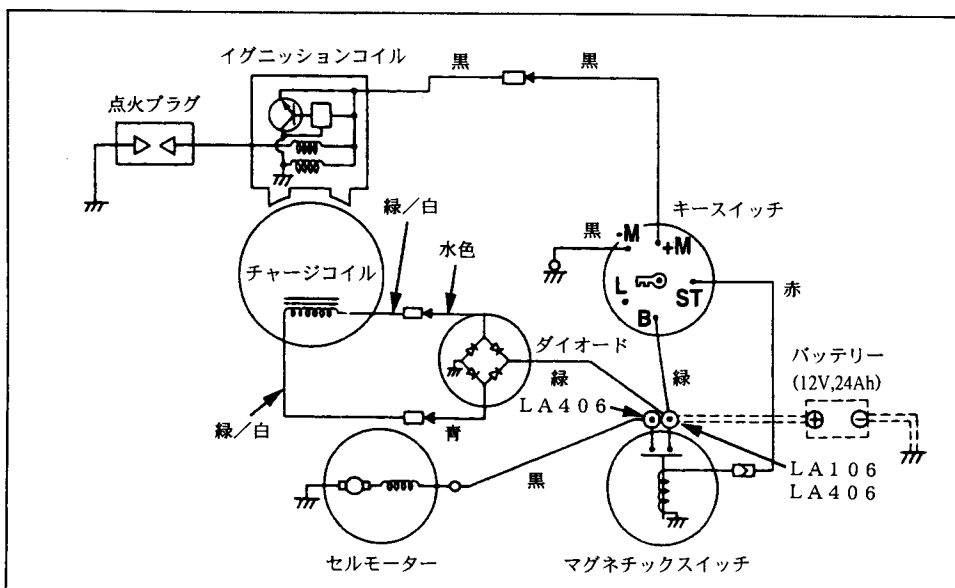 イグニッションコイル
黒
黒
点火プラグ
緑／白
キースイッチ
黒
-M
+M
水色
チャージコイル
L
ST
赤
B
ダイオード
バッテリー
(12V,24Ah)
緑
緑
LA406
緑／白
青
LA106
LA406
黒
セルモーター
マグネチックスイッチ